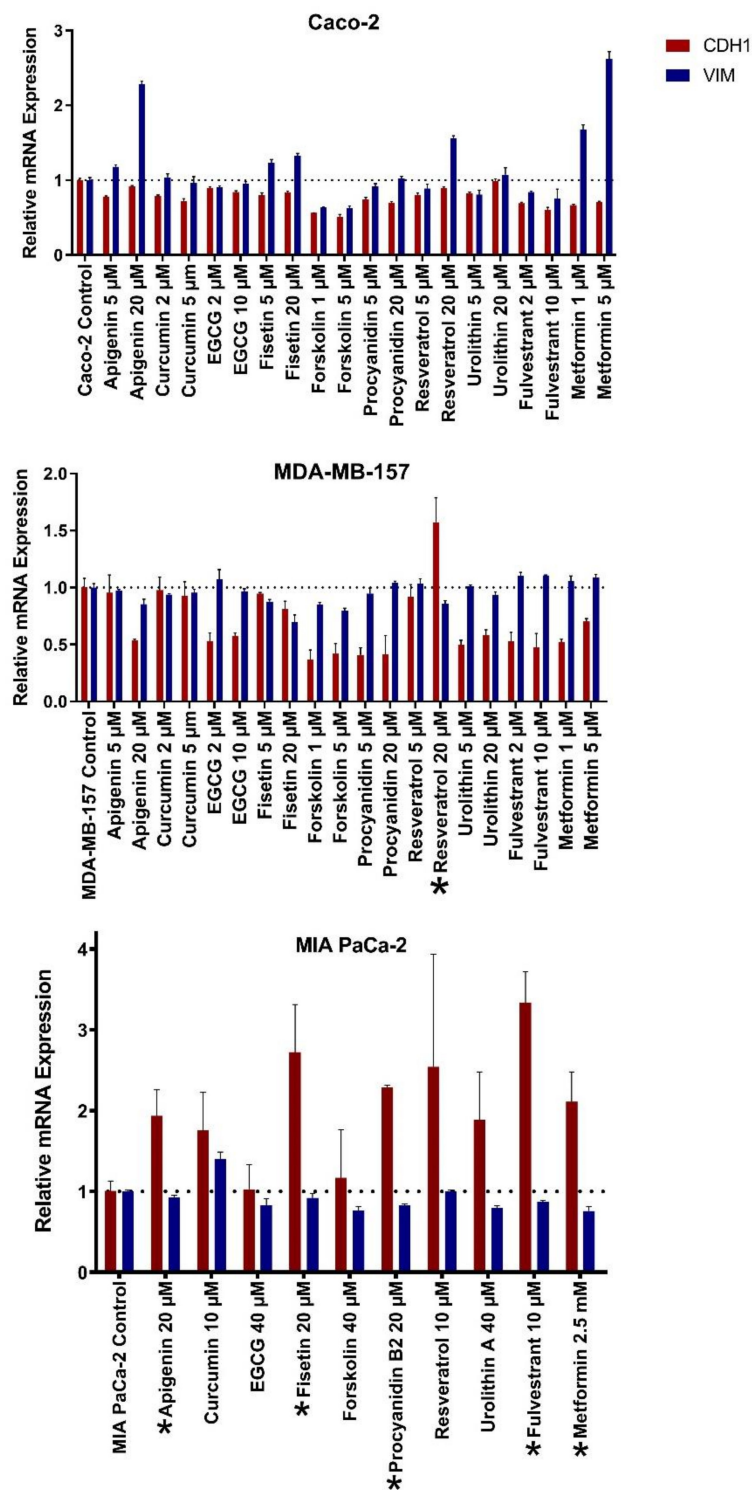 Caco-2
CDH1
VIM
Relative mRNA Expression
3
2
1
0
Caco-2 Control
Apigenin 5 µM
Apigenin 20 µM
Curcumin 2 µM
Curcumin 5 µm
EGCG 2 µM
EGCG 10 µM
Fisetin 5 µM
Fisetin 20 µM
Forskolin 1 µM
Forskolin 5 µM
Procyanidin 5 µM
Procyanidin 20 µM
Resveratrol 5 µM
Resveratrol 20 µM
Urolithin 5 µM
Urolithin 20 µM
Fulvestrant 2 µM
Fulvestrant 10 µM
Metformin 1 µM
Metformin 5 µM
MDA-MB-157
Relative mRNA Expression
2.0
1.5
1.0
0.5
0.0
MDA-MB-157 Control
Apigenin 5 µM
Apigenin 20 µM
Curcumin 2 µM
Curcumin 5 µm
EGCG 2 µM
EGCG 10 µM
Fisetin 5 µM
Fisetin 20 µM
Forskolin 1 µM
Forskolin 5 µM
Procyanidin 5 µM
Procyanidin 20 µM
Resveratrol 5 µM
*Resveratrol 20 µM
Urolithin 5 µM
Urolithin 20 µM
Fulvestrant 2 µM
Fulvestrant 10 µM
Metformin 1 µM
Metformin 5 µM
MIA PaCa-2
Relative mRNA Expression
4
3
2
1
0
MIA PaCa-2 Control
*Apigenin 20 µM
Curcumin 10 µM
EGCG 40 µM
*Fisetin 20 µM
Forskolin 40 µM
*Procyanidin B2 20 µM
Resveratrol 10 µM
Urolithin A 40 µM
*Fulvestrant 10 µM
*Metformin 2.5 mM